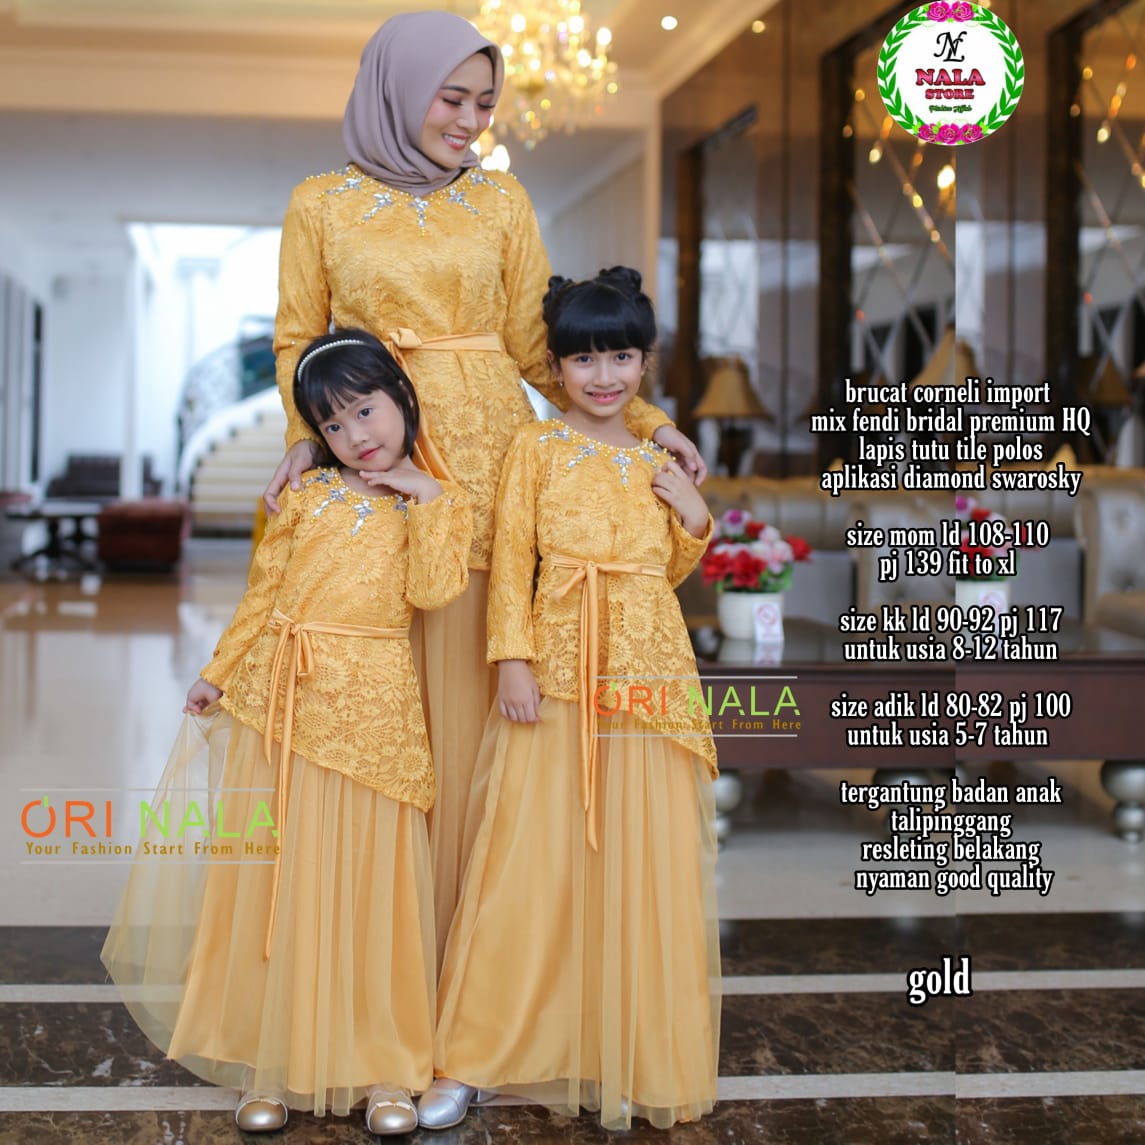 NL
NALA
STORE
brucat corneli import
mix fendi bridal premium HQ
lapis tutu tile polos
aplikasi diamond swarosky
size mom ld 108-110
pj 139 fit to xl
size kk ld 90-92 pj 117
untuk usia 8-12 tahun
size adik ld 80-82 pj 100
untuk usia 5-7 tahun
tergantung badan anak
talipinggang
resleting belakang
nyaman good quality
gold
ORI NALA
Your Fashion Start From Here
ORI NALA
Your Fashion Start From Here